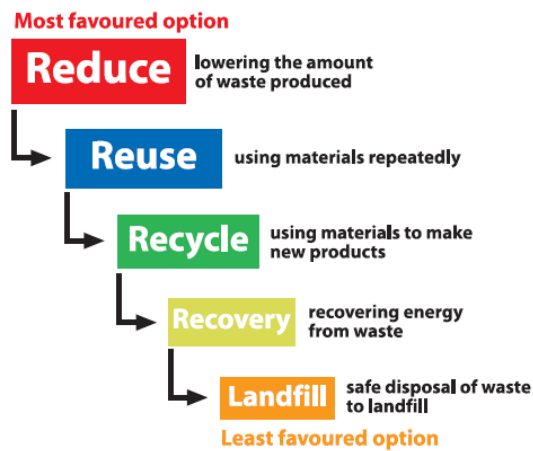 Most favoured option
Reduce
lowering the amount
of waste produced
Reuse
using materials repeatedly
Recycle
using materials to make
new products
Recovery
recovering energy
from waste
Landfill
safe disposal of waste
to landfill
Least favoured option